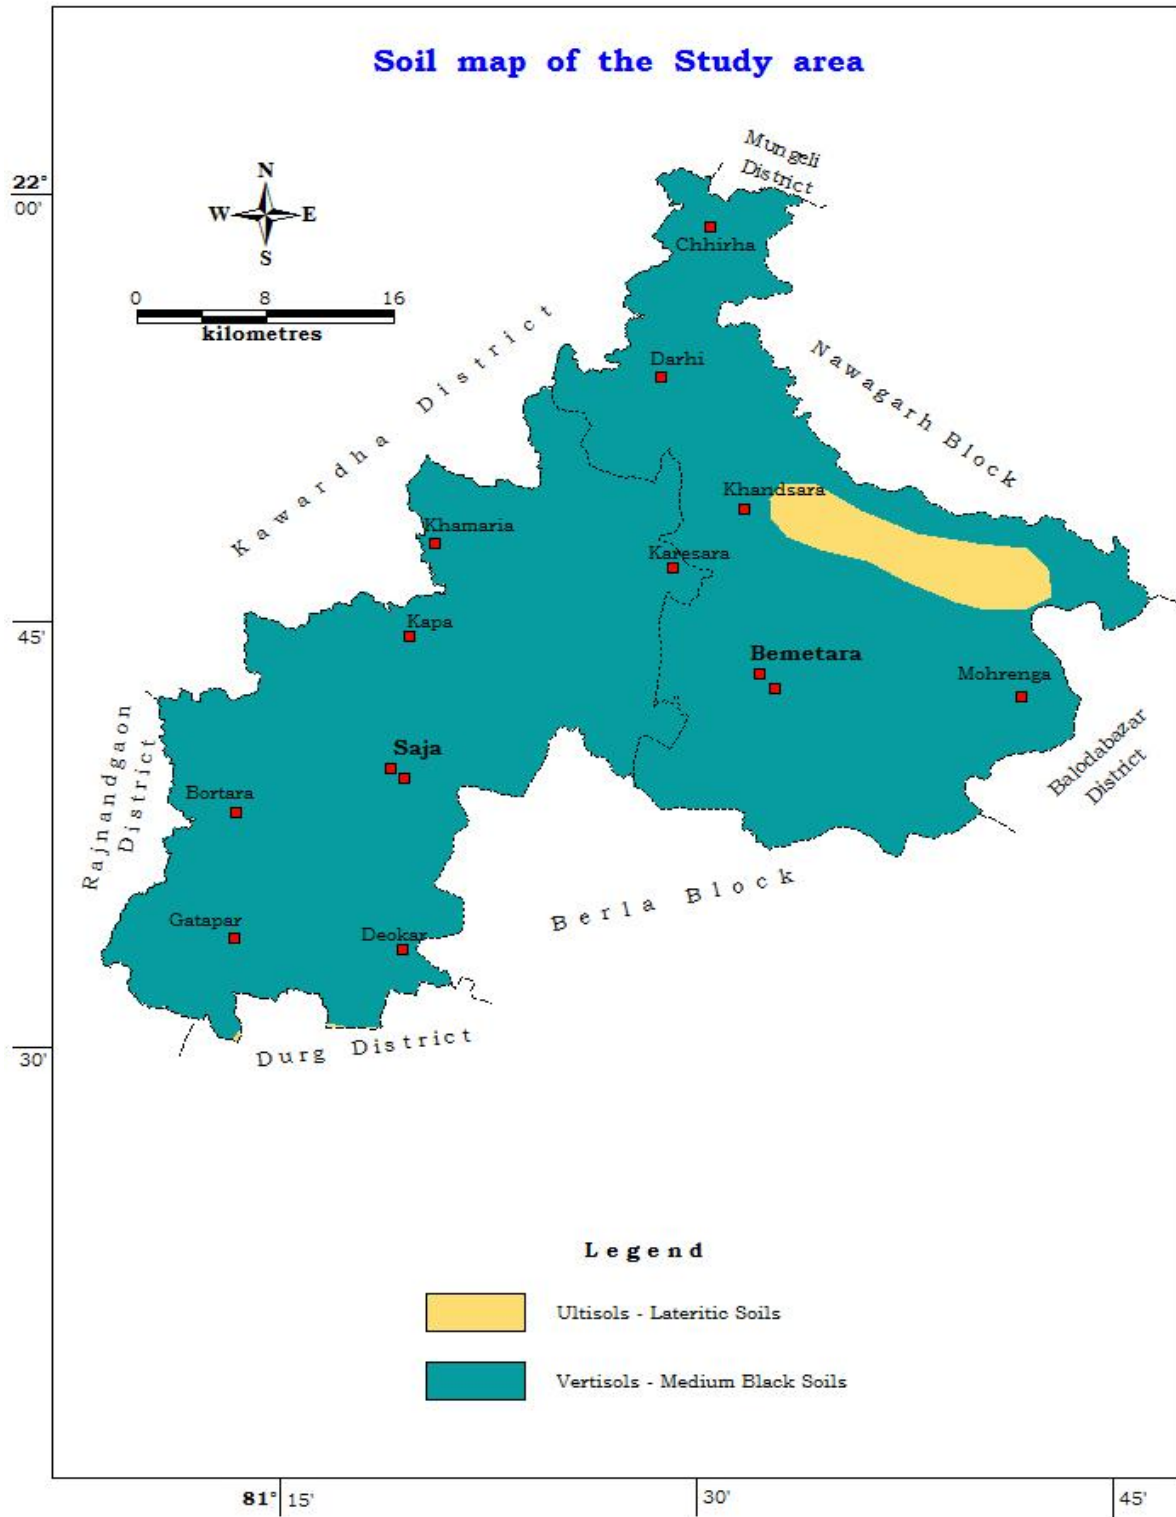 Soil map of the Study area
Mungeli
District
22°
00'
N
W E
S
Chhirha
0 8 16
kilometres
Kawardha District
Darhi
Nawagarh Block
Khandsara
Khamaria
Karesara
Kapa
45'
Bemetara
Mohrenga
Rajnandgaon
District
Saja
Balodabazar
District
Bortara
Berla Block
Gatapar
Deokar
Durg District
30'
Legend
Ultisols - Lateritic Soils
Vertisols - Medium Black Soils
81° 15' 30' 45'